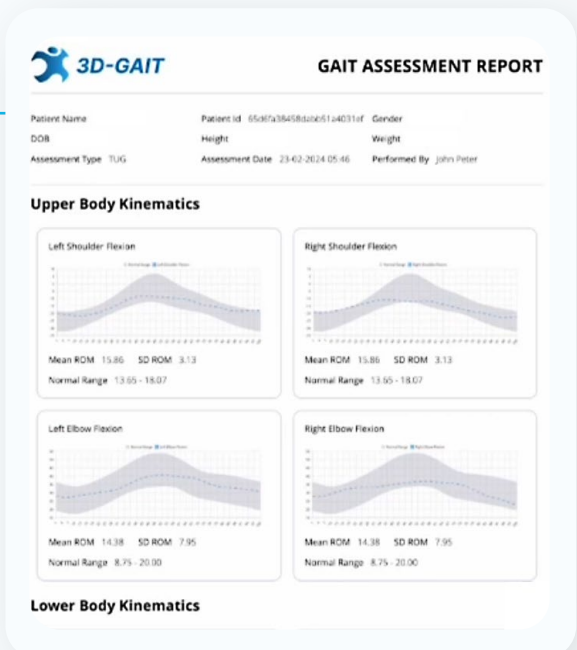 3D-GAIT
GAIT ASSESSMENT REPORT
Patient Name Patient Id Gender
DOB Height Weight
Assessment Type TUG Assessment Date 23-02-2024 05:46 Performed By John Peter
Upper Body Kinematics
Left Shoulder Flexion Right Shoulder Flexion
Mean ROM 15.86 SD ROM 3.13 Mean ROM 15.86 SD ROM 3.13
Normal Range 13.65 - 18.07 Normal Range 13.65 - 18.07
Left Elbow Flexion Right Elbow Flexion
Mean ROM 14.38 SD ROM 7.95 Mean ROM 14.38 SD ROM 7.95
Normal Range 8.75 - 20.00 Normal Range 8.75 - 20.00
Lower Body Kinematics